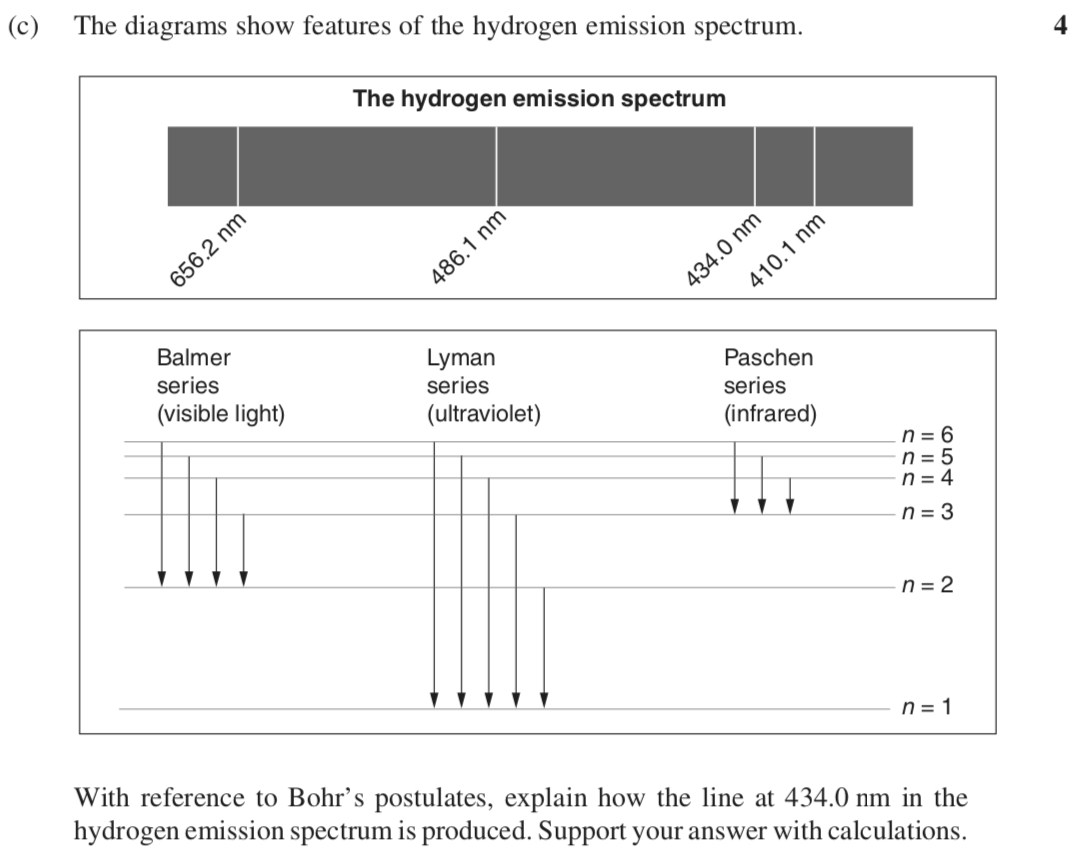 (c) The diagrams show features of the hydrogen emission spectrum. 4
The hydrogen emission spectrum
656.2 nm
486.1 nm
434.0 nm
410.1 nm
Balmer series (visible light)
Lyman series (ultraviolet)
Paschen series (infrared)
n = 6
n = 5
n = 4
n = 3
n = 2
n = 1
With reference to Bohr’s postulates, explain how the line at 434.0 nm in the
hydrogen emission spectrum is produced. Support your answer with calculations.